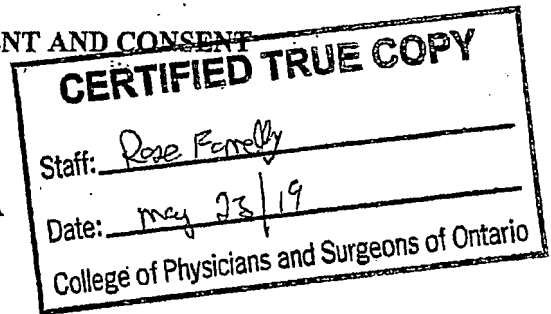 ENT AND CONSENT
CERTIFIED TRUE COPY
Staff: Rose Farrelly
Date: May 23/19
College of Physicians and Surgeons of Ontario